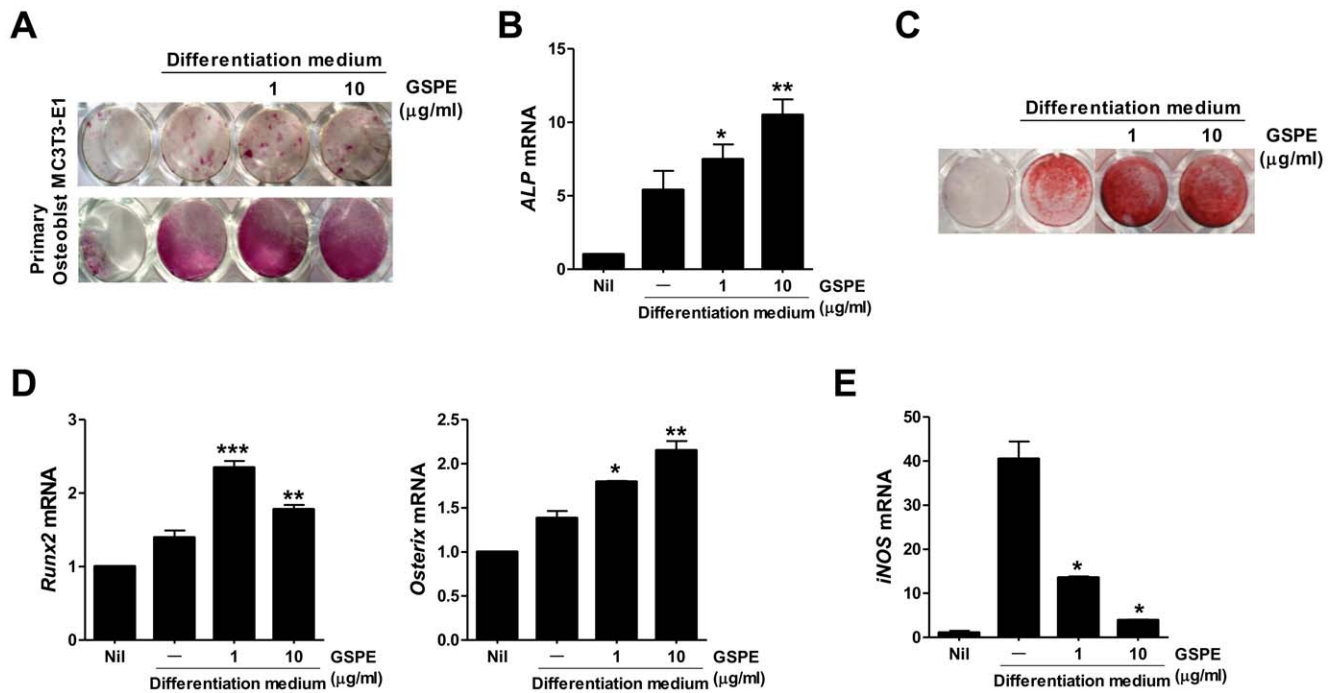 A
Differentiation medium
1 10 GSPE
(μg/ml)
MC3T3-E1
Primary
Osteoblst
B
ALP mRNA
15
10
5
0
*
**
Nil — 1 10 GSPE
Differentiation medium (μg/ml)
C
Differentiation medium
1 10 GSPE
(μg/ml)
D
Runx2 mRNA
3
2
1
0
***
**
Nil — 1 10 GSPE
Differentiation medium (μg/ml)
Osterix mRNA
2.5
2.0
1.5
1.0
0.5
0.0
*
**
Nil — 1 10 GSPE
Differentiation medium (μg/ml)
E
iNOS mRNA
50
40
30
20
10
0
*
*
Nil — 1 10 GSPE
Differentiation medium (μg/ml)